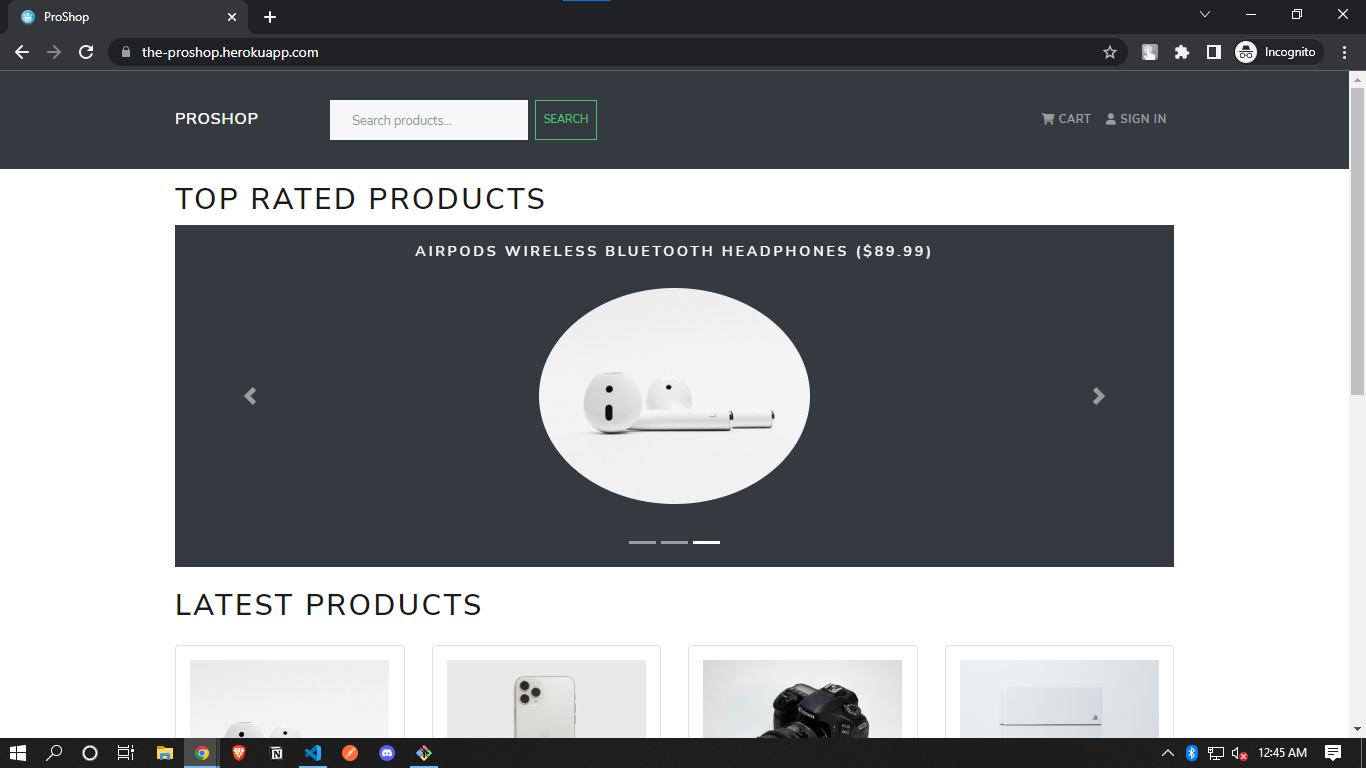 ProShop
the-proshop.herokuapp.com
Incognito
PROSHOP
Search products...
SEARCH
CART
SIGN IN
TOP RATED PRODUCTS
AIRPODS WIRELESS BLUETOOTH HEADPHONES ($89.99)
LATEST PRODUCTS
Canon
12:45 AM